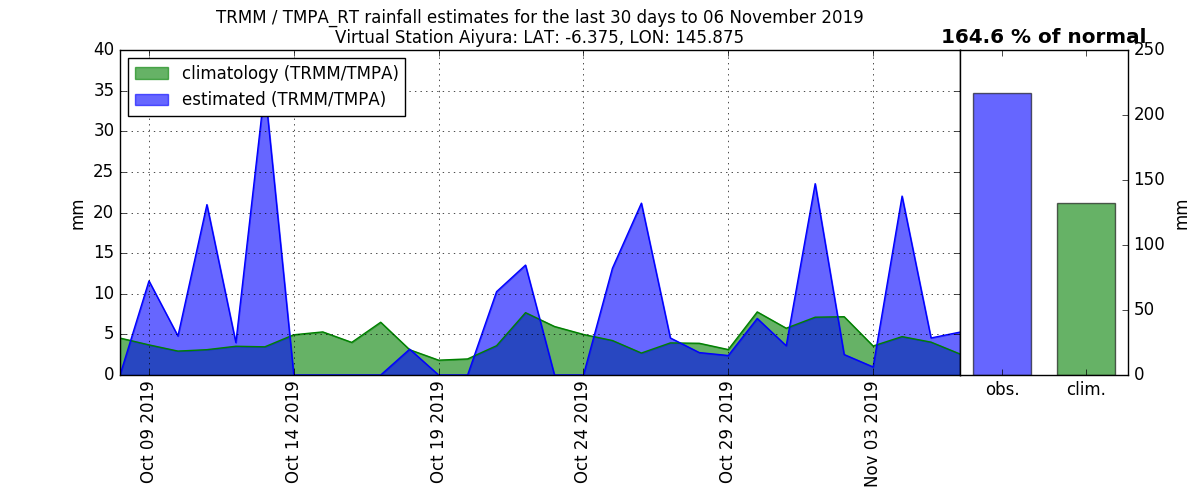 TRMM / TMPA_RT rainfall estimates for the last 30 days to 06 November 2019
Virtual Station Aiyura: LAT: -6.375, LON: 145.875
164.6 % of normal
climatology (TRMM/TMPA)
estimated (TRMM/TMPA)
40
35
30
25
20
15
10
5
0
mm
Oct 09 2019
Oct 14 2019
Oct 19 2019
Oct 24 2019
Oct 29 2019
Nov 03 2019
obs.
clim.
250
200
150
100
50
0
mm